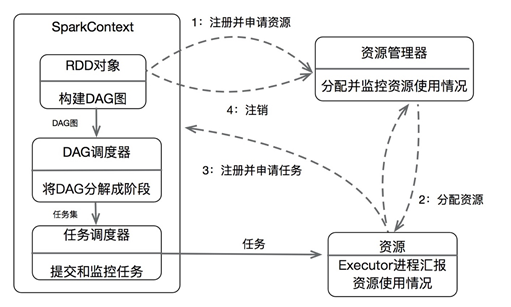 SparkContext
RDD对象
构建DAG图
DAG图
DAG调度器
将DAG分解成阶段
任务集
任务调度器
提交和监控任务
1：注册并申请资源
4：注销
3：注册并申请任务
任务
资源管理器
分配并监控资源使用情况
2：分配资源
资源
Executor进程汇报
资源使用情况